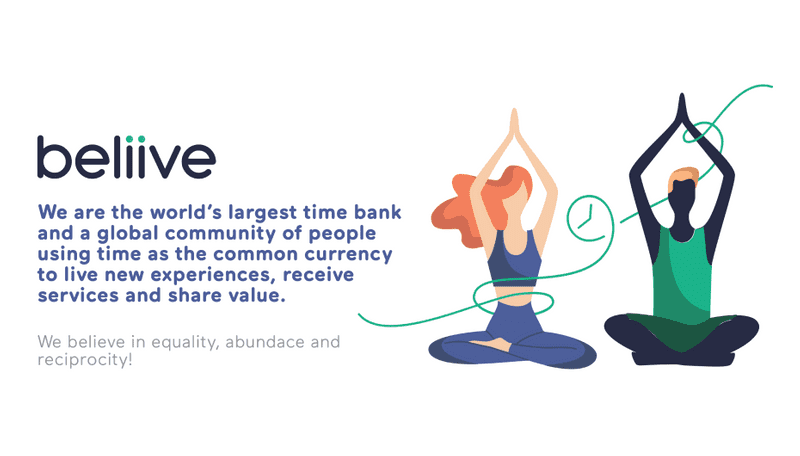 beliive
We are the world's largest time bank
and a global community of people
using time as the common currency
to live new experiences, receive
services and share value.
We believe in equality, abundace and
reciprocity!